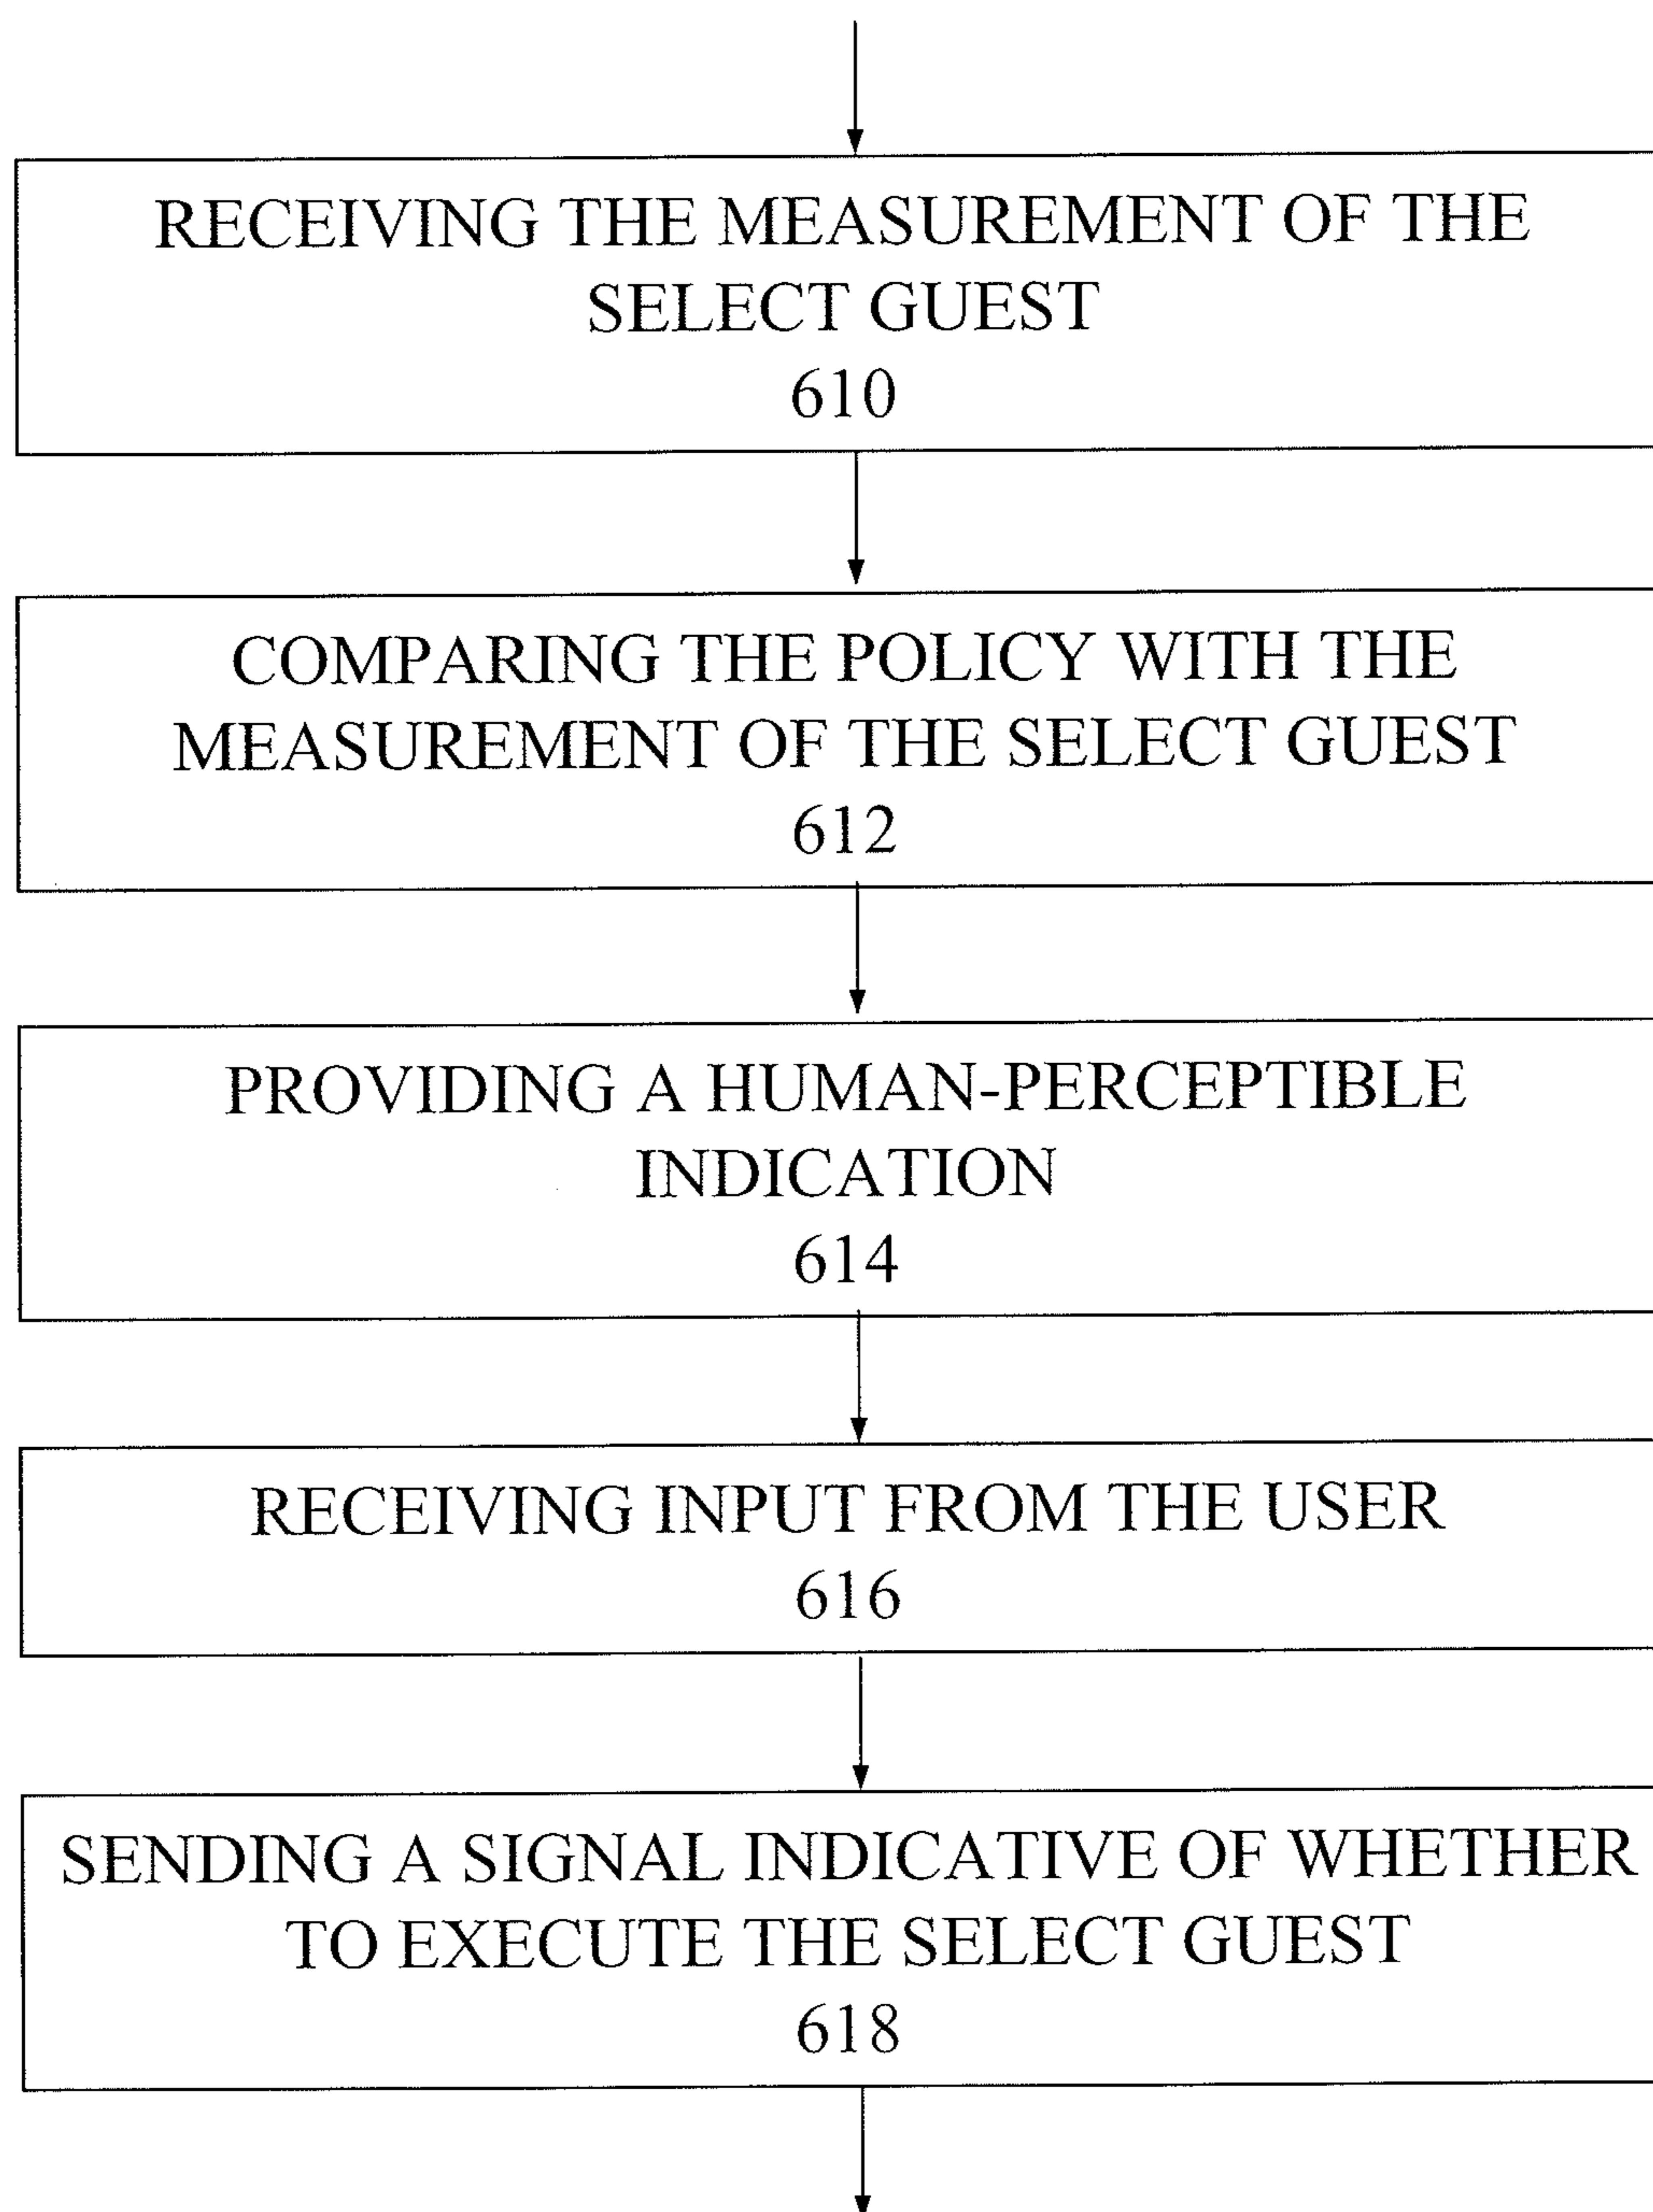 RECEIVING THE MEASUREMENT OF THE
SELECT GUEST
610
COMPARING THE POLICY WITH THE
MEASUREMENT OF THE SELECT GUEST
612
PROVIDING A HUMAN-PERCEPTIBLE
INDICATION
614
RECEIVING INPUT FROM THE USER
616
SENDING A SIGNAL INDICATIVE OF WHETHER
TO EXECUTE THE SELECT GUEST
618